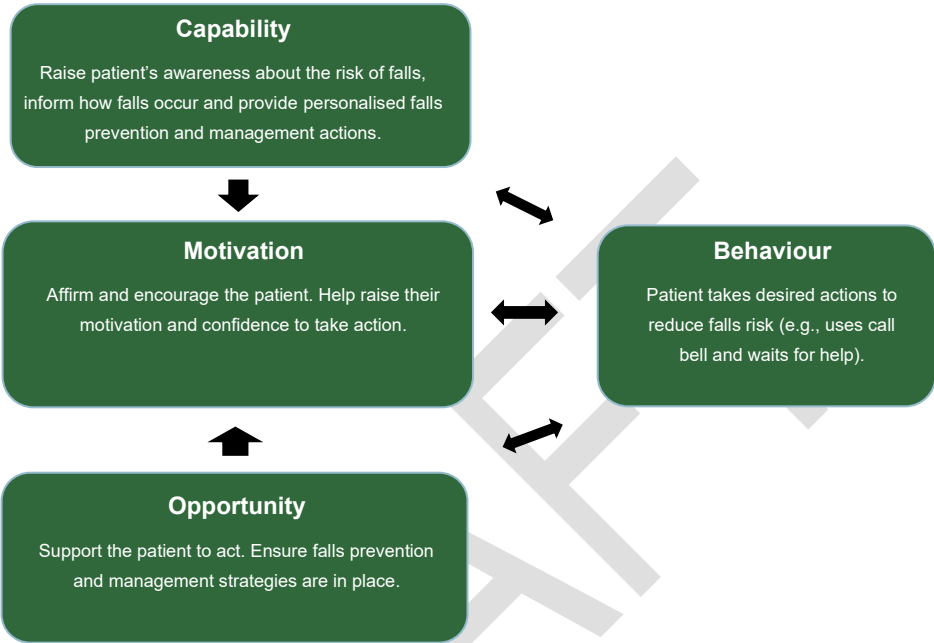 Capability
Raise patient's awareness about the risk of falls,
inform how falls occur and provide personalised falls
prevention and management actions.
Motivation
Affirm and encourage the patient. Help raise their
motivation and confidence to take action.
Behaviour
Patient takes desired actions to
reduce falls risk (e.g., uses call
bell and waits for help).
Opportunity
Support the patient to act. Ensure falls prevention
and management strategies are in place.